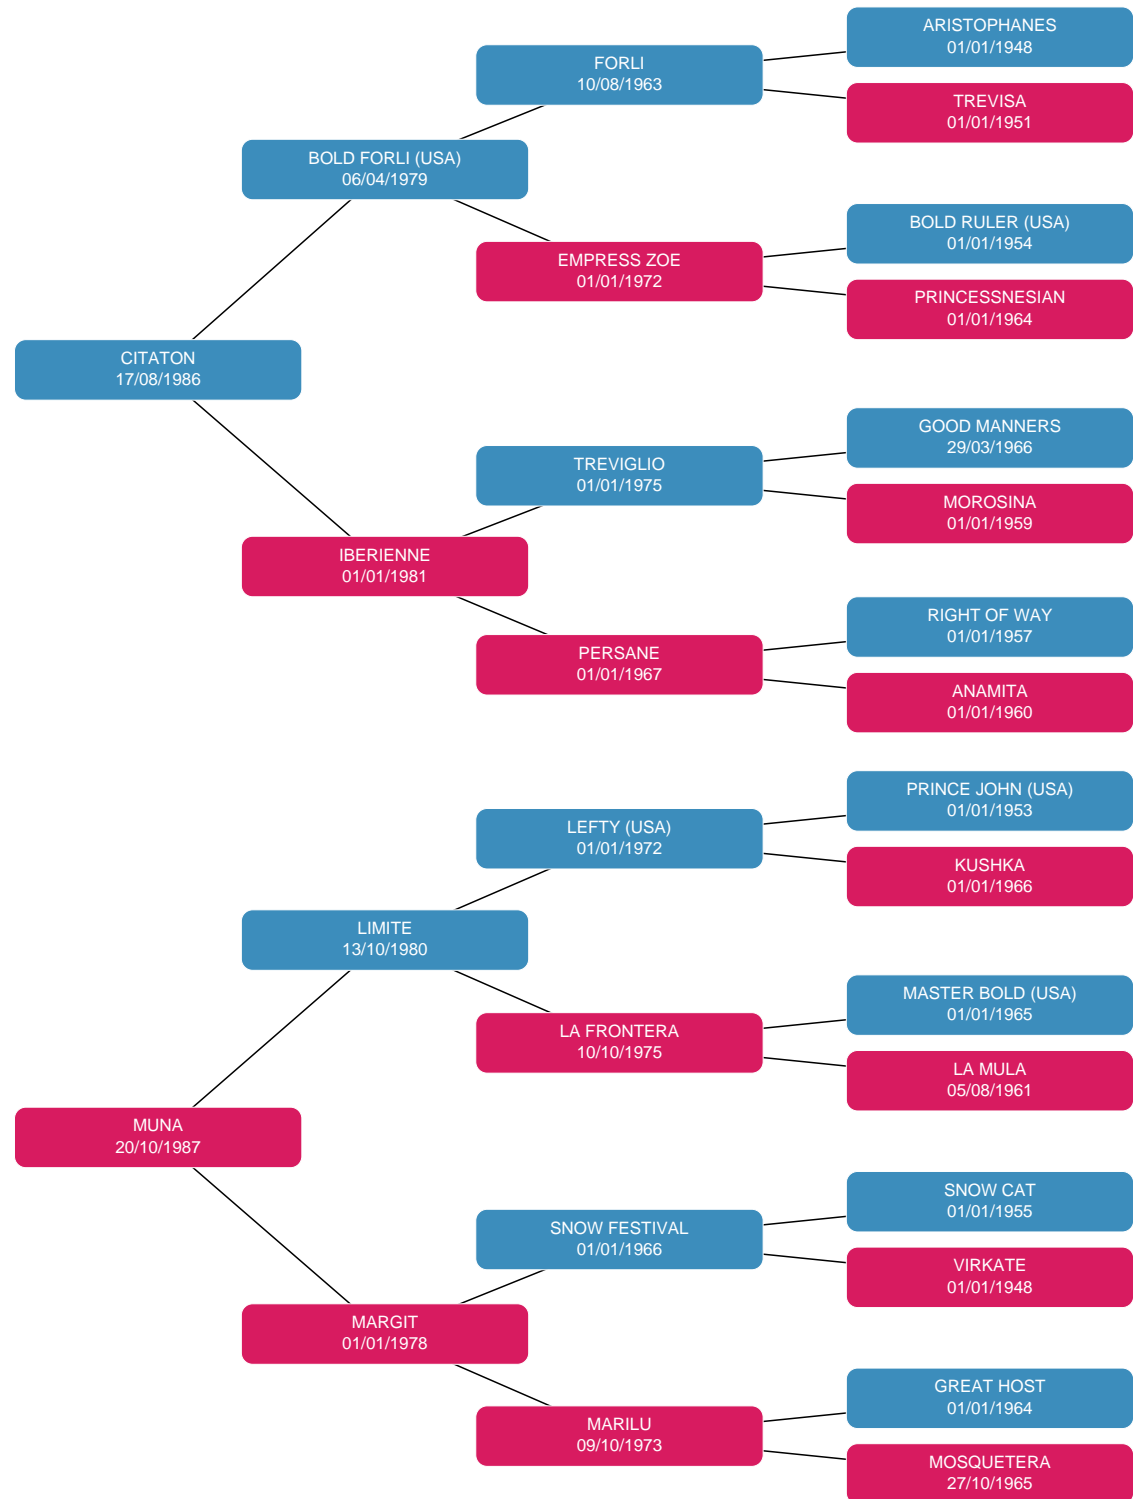 ARISTOPHANES
01/01/1948
FORLI
10/08/1963
TREVISA
01/01/1951
BOLD FORLI (USA)
06/04/1979
BOLD RULER (USA)
01/01/1954
EMPRESS ZOE
01/01/1972
PRINCESSNESIAN
01/01/1964
CITATON
17/08/1986
GOOD MANNERS
29/03/1966
TREVIGLIO
01/01/1975
MOROSINA
01/01/1959
IBERIENNE
01/01/1981
RIGHT OF WAY
01/01/1957
PERSANE
01/01/1967
ANAMITA
01/01/1960
PRINCE JOHN (USA)
01/01/1953
LEFTY (USA)
01/01/1972
KUSHKA
01/01/1966
LIMITE
13/10/1980
MASTER BOLD (USA)
01/01/1965
LA FRONTERA
10/10/1975
LA MULA
05/08/1961
MUNA
20/10/1987
SNOW CAT
01/01/1955
SNOW FESTIVAL
01/01/1966
VIRKATE
01/01/1948
MARGIT
01/01/1978
GREAT HOST
01/01/1964
MARILU
09/10/1973
MOSQUETERA
27/10/1965